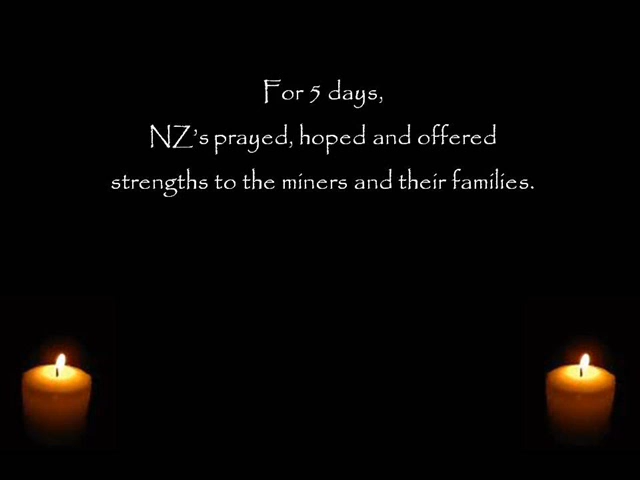 For 5 days,
NZ's prayed, hoped and offered
strengths to the miners and their families.